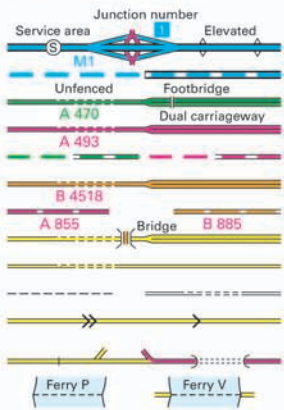 Junction number
Service area 1 Elevated
S
M1
Unfenced Footbridge
A 470
Dual carriageway
A 493
B 4518
A 855 B 885
Bridge
Ferry P Ferry V